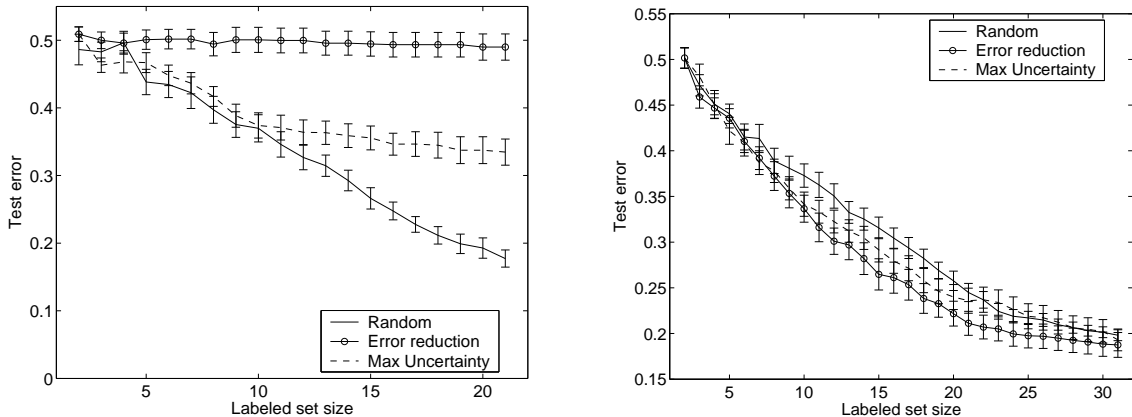 0.5
0.4
0.3
0.2
0.1
0
Test error
5
10
15
20
Labeled set size
Random
Error reduction
Max Uncertainty
0.55
0.5
0.45
0.4
0.35
0.3
0.25
0.2
0.15
Test error
5
10
15
20
25
30
Labeled set size
Random
Error reduction
Max Uncertainty